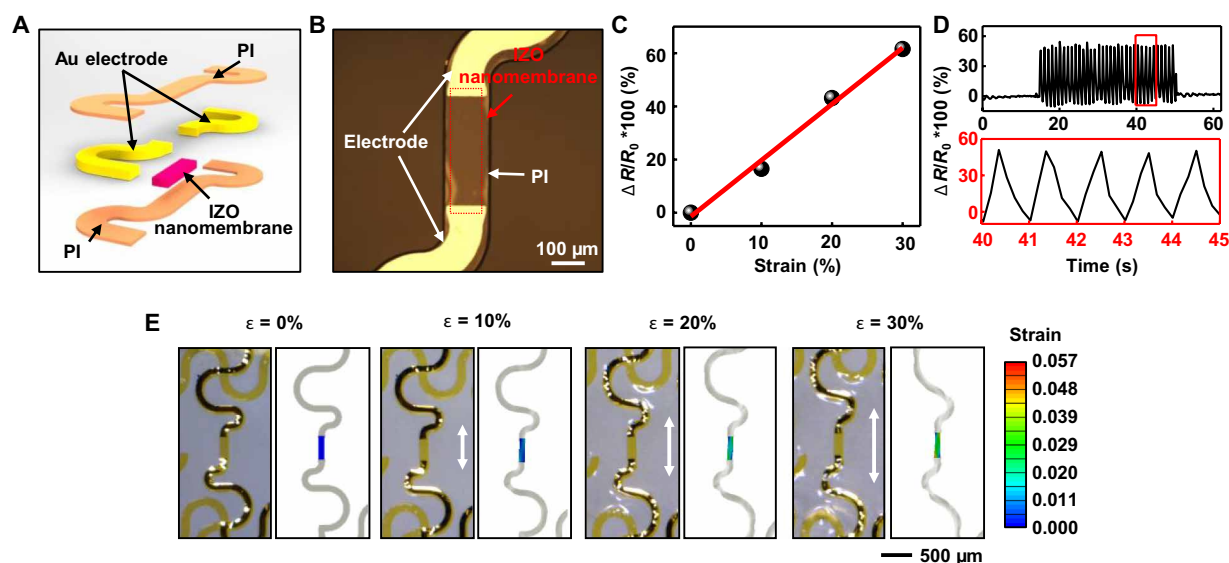 A
PI
Au electrode
IZO
nanomembrane
PI
B
IZO
nanomembrane
Electrode
PI
100 µm
C
Δ R/R0 *100 (%)
60
40
20
0
0 10 20 30
Strain (%)
D
Δ R/R0 *100 (%)
60
30
0
0 20 40 60
60
30
0
40 41 42 43 44 45
Time (s)
E
ε = 0% ε = 10% ε = 20% ε = 30%
Strain
0.057
0.048
0.039
0.029
0.020
0.011
0.000
500 µm